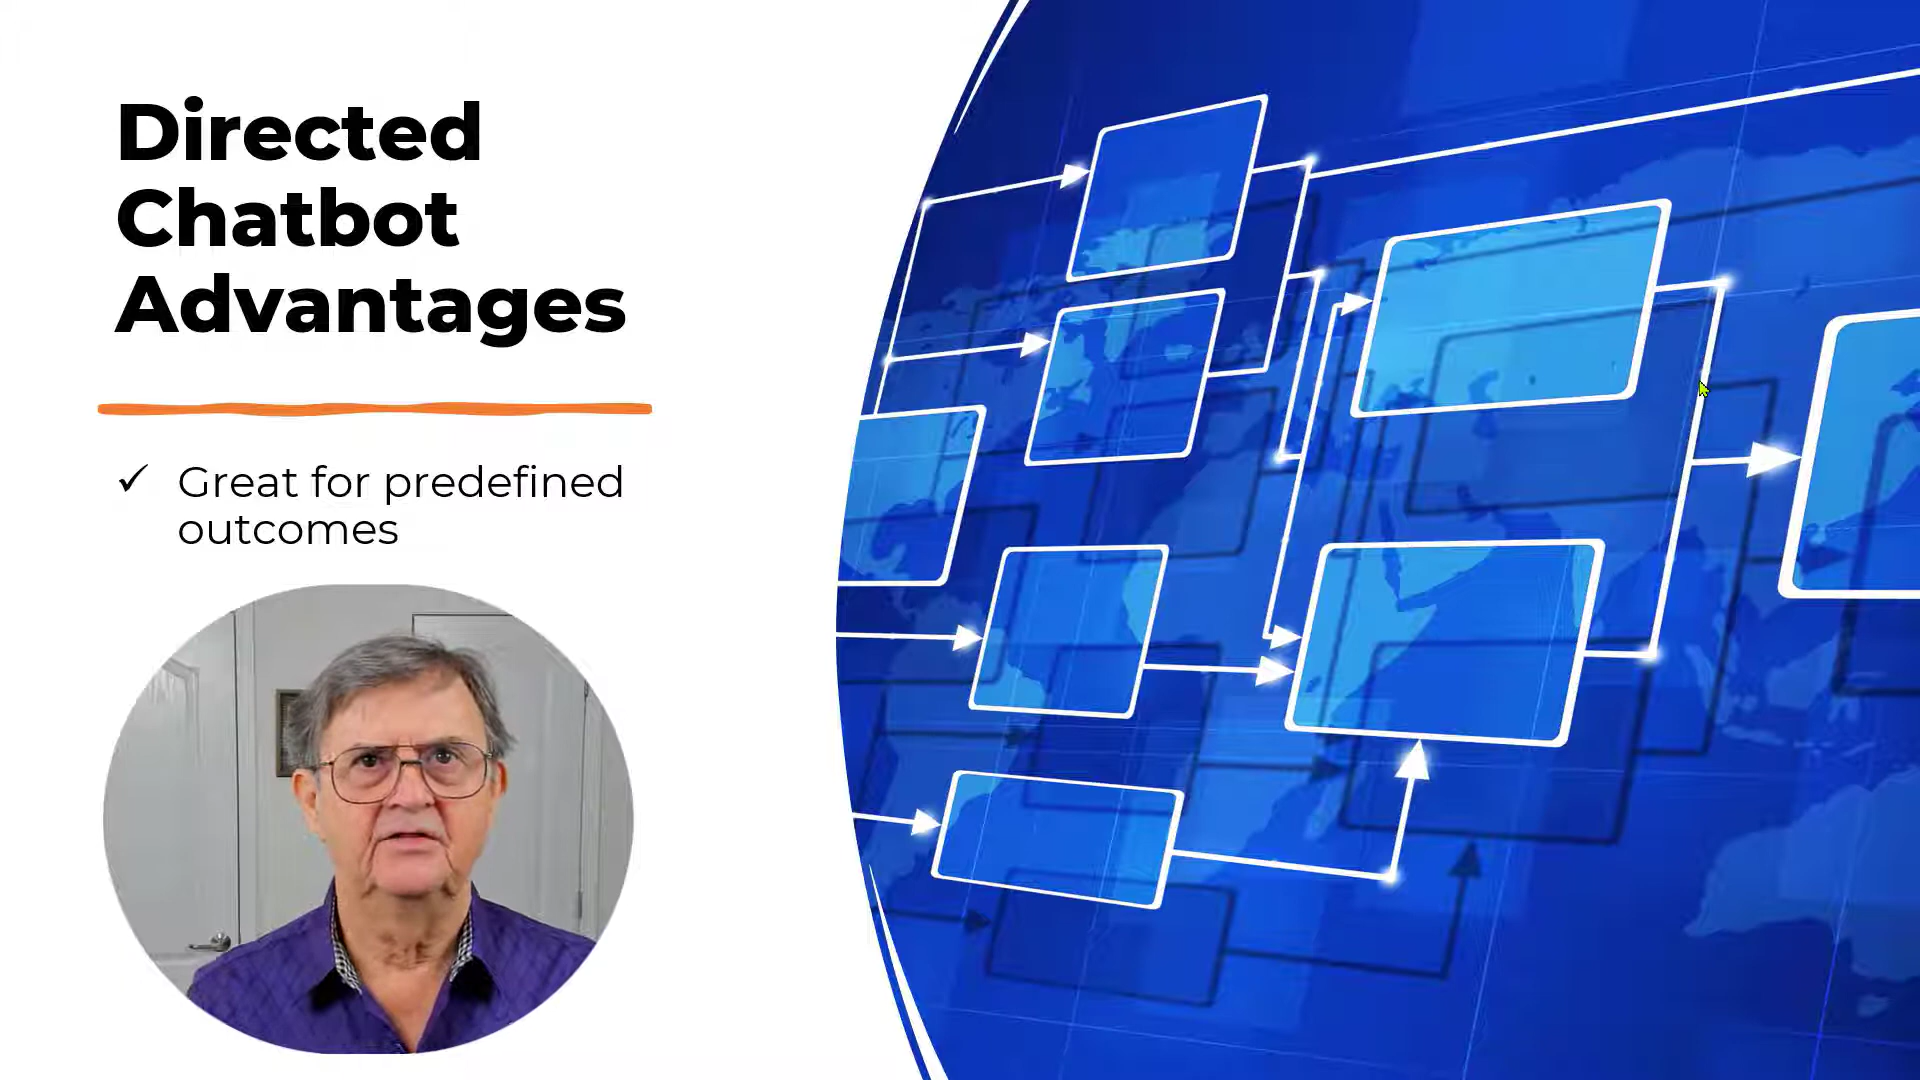 Directed
Chatbot
Advantages
✓ Great for predefined
outcomes